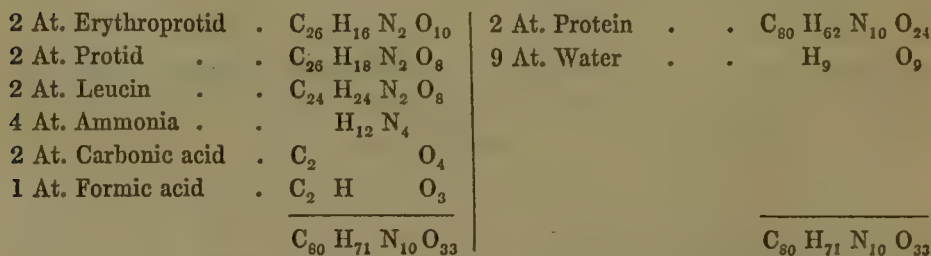 2 At. Erythroprotid . C₂₆ H₁₆ N₂ O₁₀ 2 At. Protein . . C₈₀ H₆₂ N₁₀ O₂₄
2 At. Protid . . C₂₆ H₁₈ N₂ O₈ 9 At. Water . . H₉ O₉
2 At. Leucin . . C₂₄ H₂₄ N₂ O₈
4 At. Ammonia . . H₁₂ N₄
2 At. Carbonic acid . C₂ O₄
1 At. Formic acid . C₂ H O₃
C₈₀ H₇₁ N₁₀ O₃₃ C₈₀ H₇₁ N₁₀ O₃₃